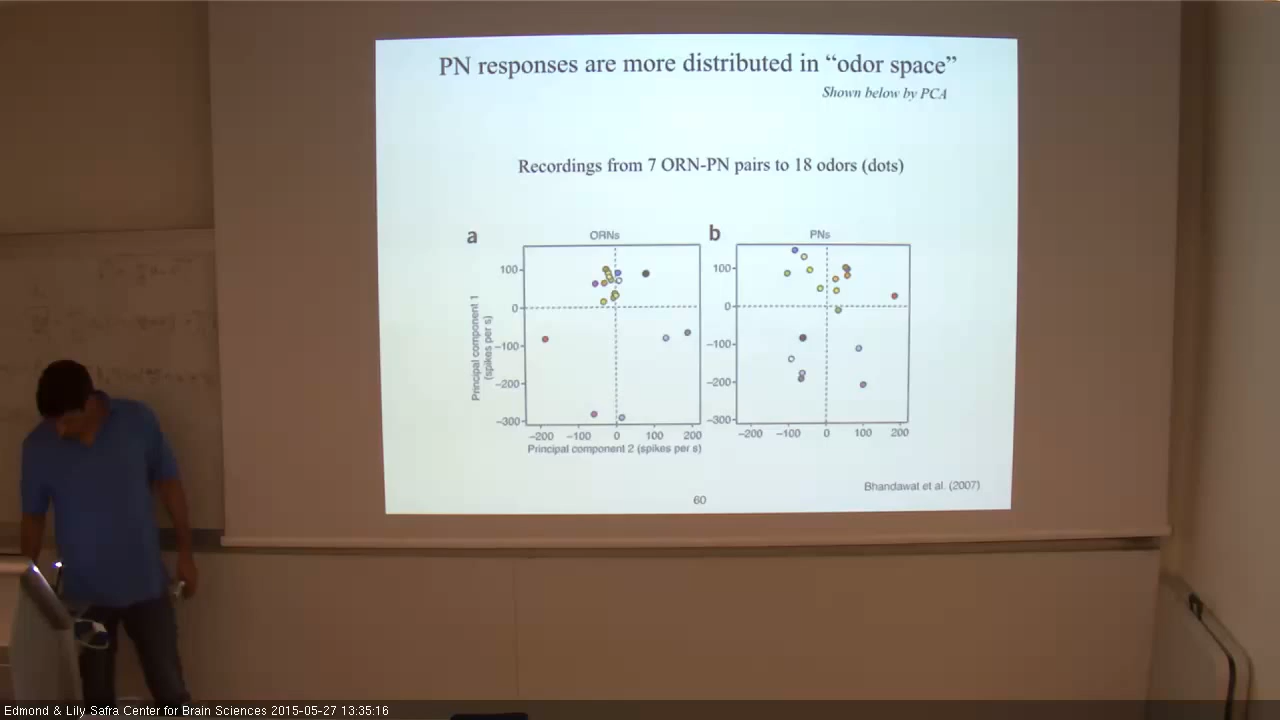 PN responses are more distributed in “odor space”
Shown below by PCA
Recordings from 7 ORN-PN pairs to 18 odors (dots)
a
ORNs
b
PNs
Principal component 1
(spikes per s)
100
0
−100
−200
−300
−200 −100 0 100 200
Principal component 2 (spikes per s)
100
0
−100
−200
−300
−200 −100 0 100 200
Bhandawat et al. (2007)
60
Edmond & Lily Safra Center for Brain Sciences 2015-05-27 13:35:16